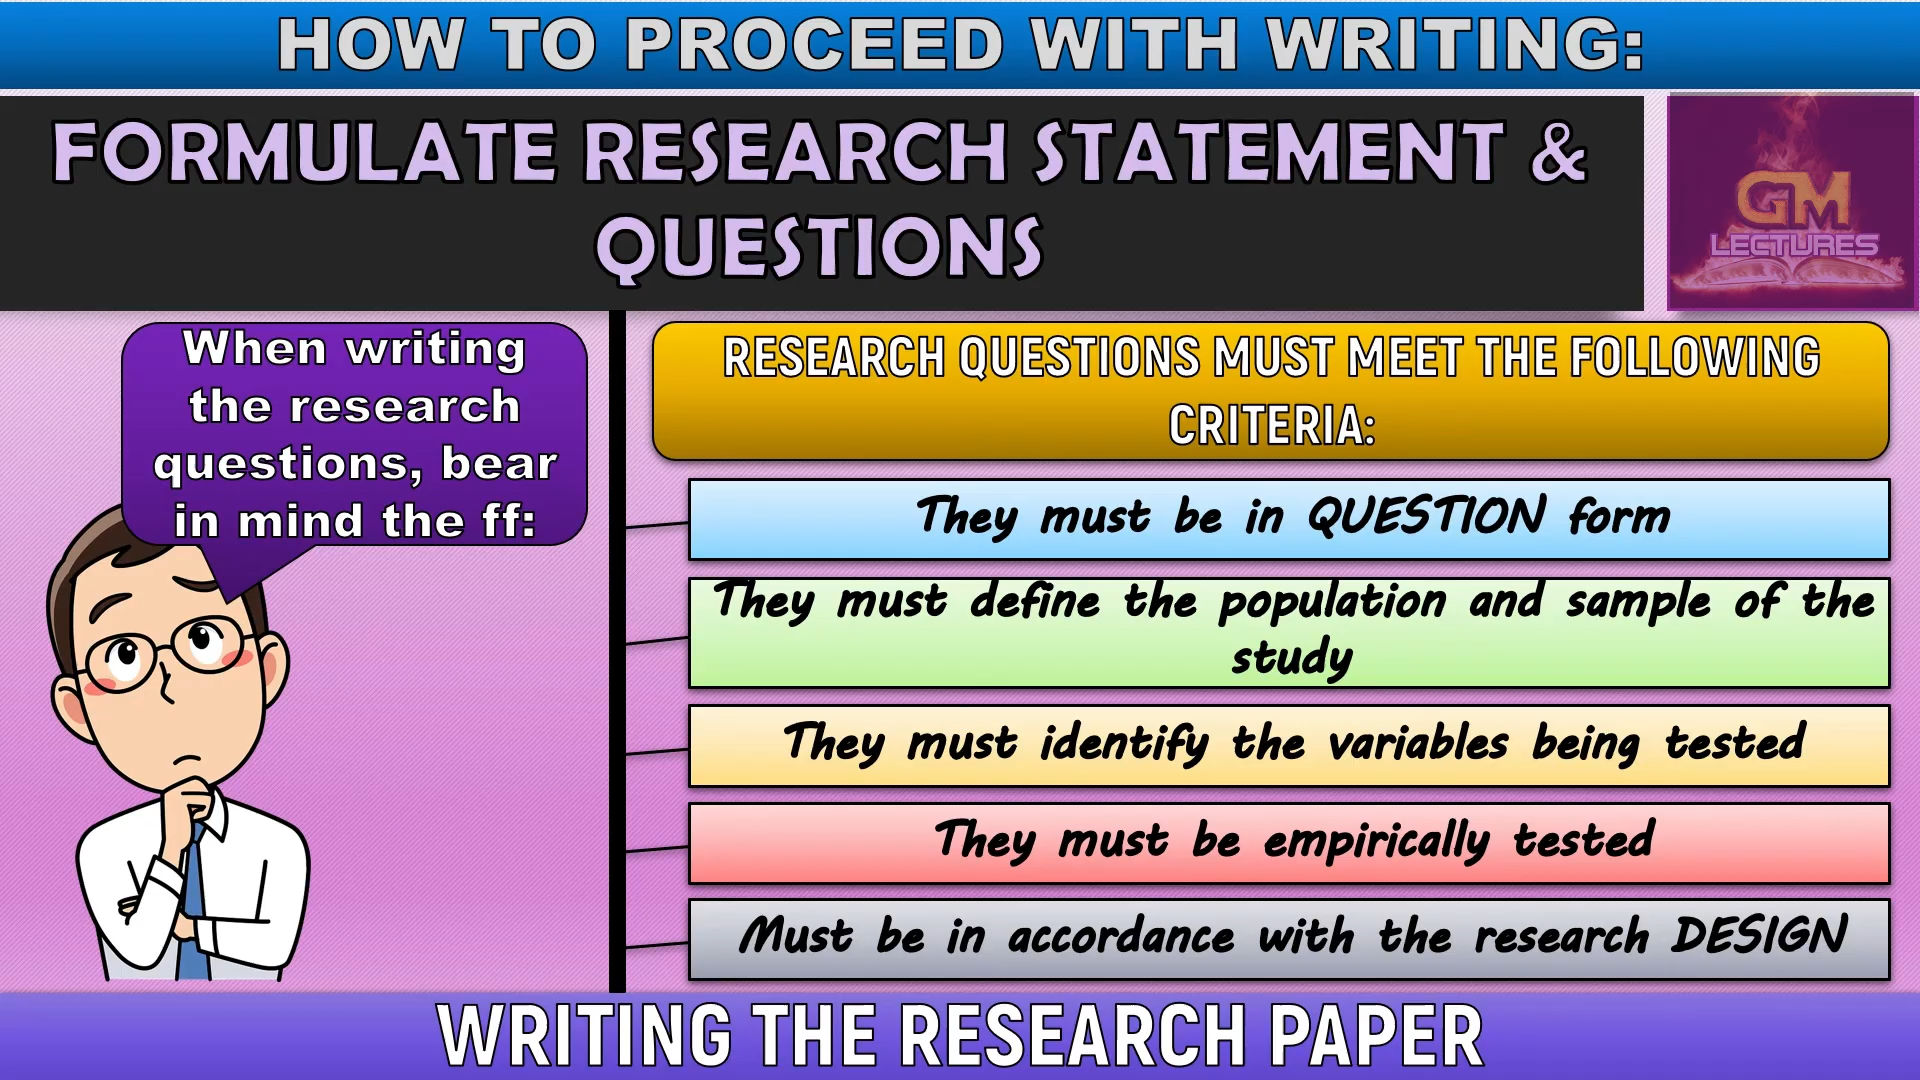 HOW TO PROCEED WITH WRITING:
FORMULATE RESEARCH STATEMENT &
QUESTIONS
GM
LECTURES
When writing
the research
questions, bear
in mind the ff:
RESEARCH QUESTIONS MUST MEET THE FOLLOWING
CRITERIA:
They must be in QUESTION form
They must define the population and sample of the
study
They must identify the variables being tested
They must be empirically tested
Must be in accordance with the research DESIGN
WRITING THE RESEARCH PAPER